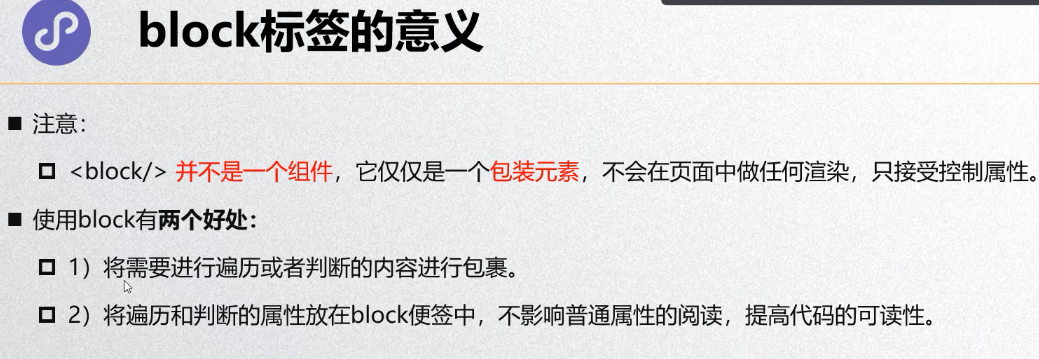 block标签的意义
注意：
<block/> 并不是一个组件，它仅仅是一个包装元素，不会在页面中做任何渲染，只接受控制属性。
使用block有两个好处：
1）将需要进行遍历或者判断的内容进行包裹。
2）将遍历和判断的属性放在block便签中，不影响普通属性的阅读，提高代码的可读性。